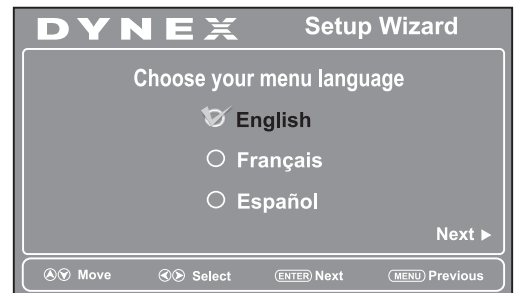 DYNEX Setup Wizard
Choose your menu language
English
Français
Español
Next ▶
Move Select ENTER Next MENU Previous